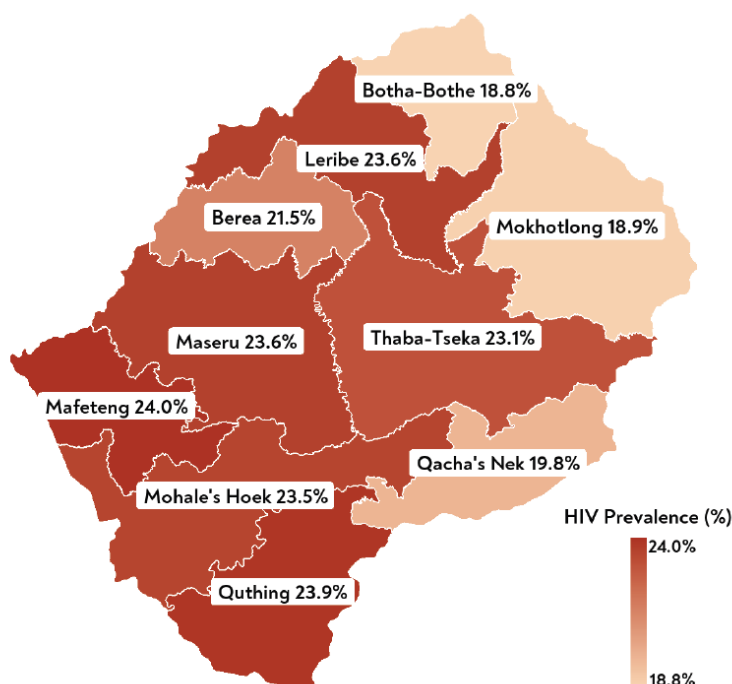 Botha-Bothe 18.8%
Leribe 23.6%
Berea 21.5%
Mokhotlong 18.9%
Maseru 23.6%
Thaba-Tseka 23.1%
Mafeteng 24.0%
Qacha's Nek 19.8%
Mohale's Hoek 23.5%
HIV Prevalence (%)
24.0%
Quthing 23.9%
18.8%